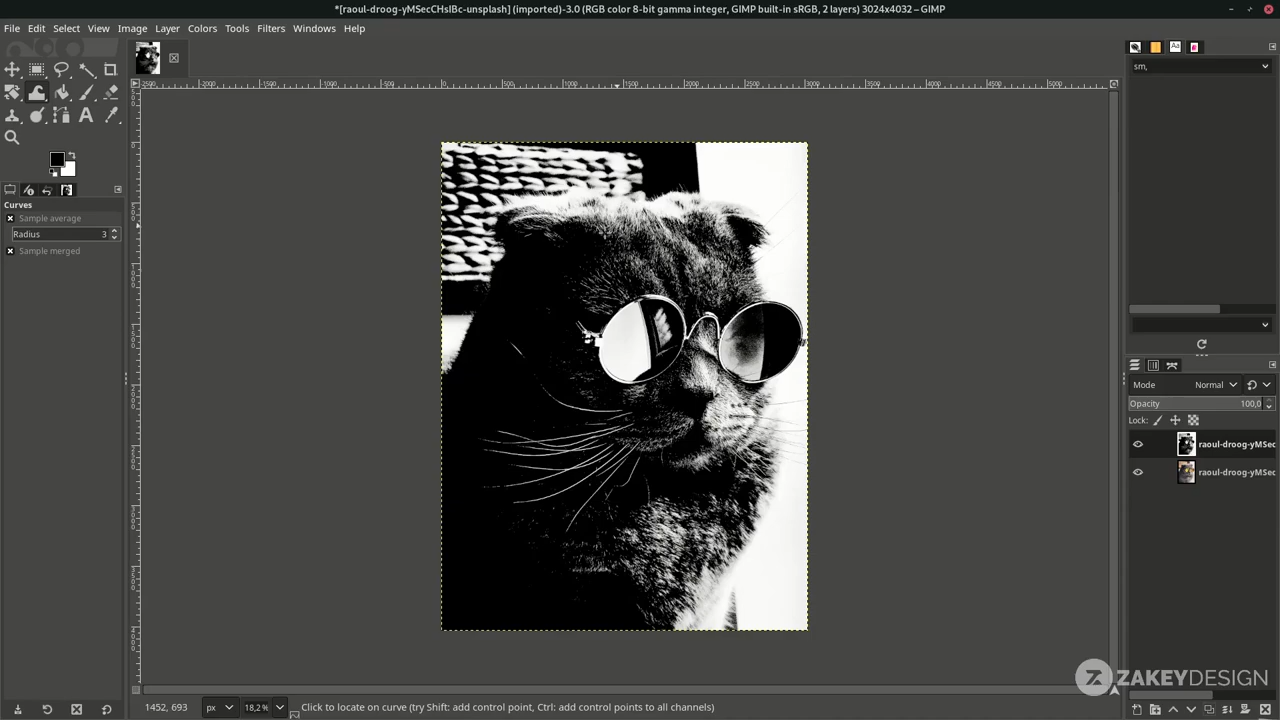 *[raoul-droog-yMSecCHsIBc-unsplash] (imported)-3.0 (RGB color 8-bit gamma integer, GIMP built-in sRGB, 2 layers) 3024x4032 – GIMP
File Edit Select View Image Layer Colors Tools Filters Windows Help
sm,
Curves
Sample average
Radius 3
Sample merged
Mode Normal
Opacity 100,0
Lock:
raoul-droog-yMSec
raoul-droog-yMSec
ZAKEYDESIGN
1452, 693 px 18,2% Click to locate on curve (try Shift: add control point, Ctrl: add control points to all channels)